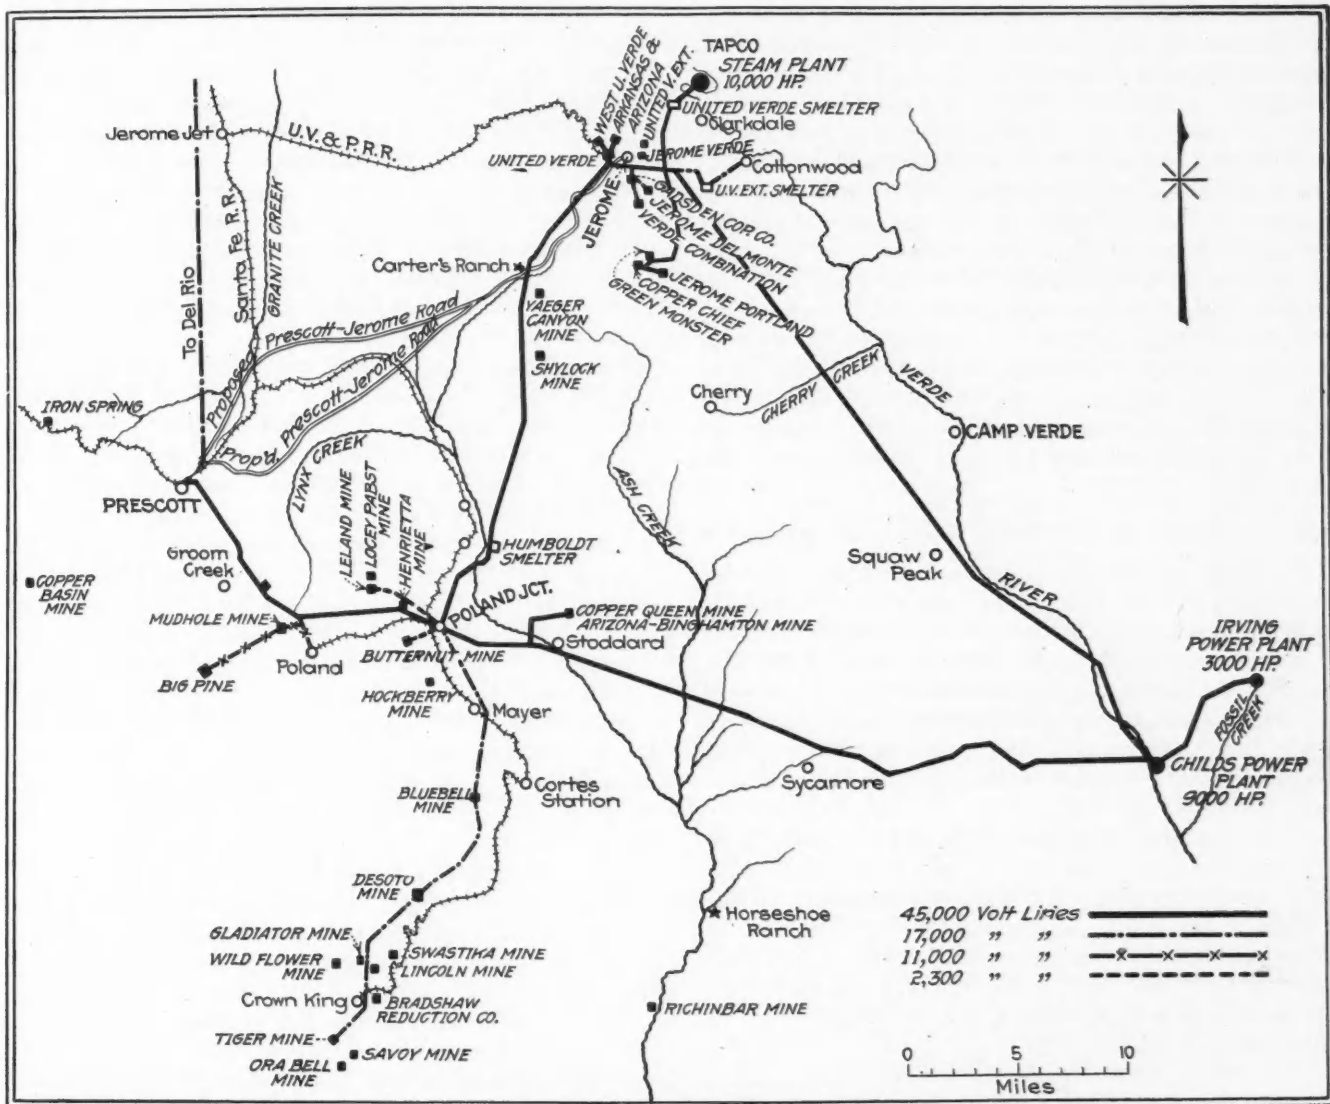 TAPCO
STEAM PLANT
10,000 HP.
WEST U. VERDE
ARKANSAS &
ARIZONA
UNITED V. EXT.
UNITED VERDE SMELTER
Clarkdale
Jerome Jct
U.V. & P.R.R.
UNITED VERDE
JEROME VERDE
Cottonwood
U.V. EXT. SMELTER
JEROME
GADSDEN COP. CO.
JEROME DEL MONTE
VERDE COMBINATION
JEROME PORTLAND
COPPER CHIEF
GREEN MONSTER
To Del Rio
Santa Fe R.R.
GRANITE CREEK
Carter's Ranch
YAEGER
CANYON
MINE
SHYLOCK
MINE
Proposed Prescott-Jerome Road
Prop'd. Prescott-Jerome Road
IRON SPRING
Cherry
CHERRY CREEK
VERDE
CAMP VERDE
LYNX CREEK
ASH CREEK
PRESCOTT
LELAND MINE
LOCEY PABST
MINE
HENRIETTA
MINE
HUMBOLDT
SMELTER
Groom
Creek
COPPER
BASIN
MINE
Squaw
Peak
RIVER
POLAND JCT.
COPPER QUEEN MINE
ARIZONA-BINGHAMTON MINE
MUDHOLE MINE
Stoddard
IRVING
POWER PLANT
3000 HP.
Poland
BUTTERNUT MINE
BIG PINE
HOCKBERRY
MINE
Mayer
FOSSIL
CREEK
Sycamore
CHILDS POWER
PLANT
9000 HP.
BLUEBELL
MINE
Cortes
Station
DESOTO
MINE
Horseshoe
Ranch
45,000 Volt Lines
17,000 " "
11,000 " "
2,300 " "
GLADIATOR MINE
WILD FLOWER
MINE
SWASTIKA MINE
LINCOLN MINE
Crown King
BRADSHAW
REDUCTION CO.
RICHINBAR MINE
TIGER MINE
SAVOY MINE
ORA BELL
MINE
0 5 10
Miles